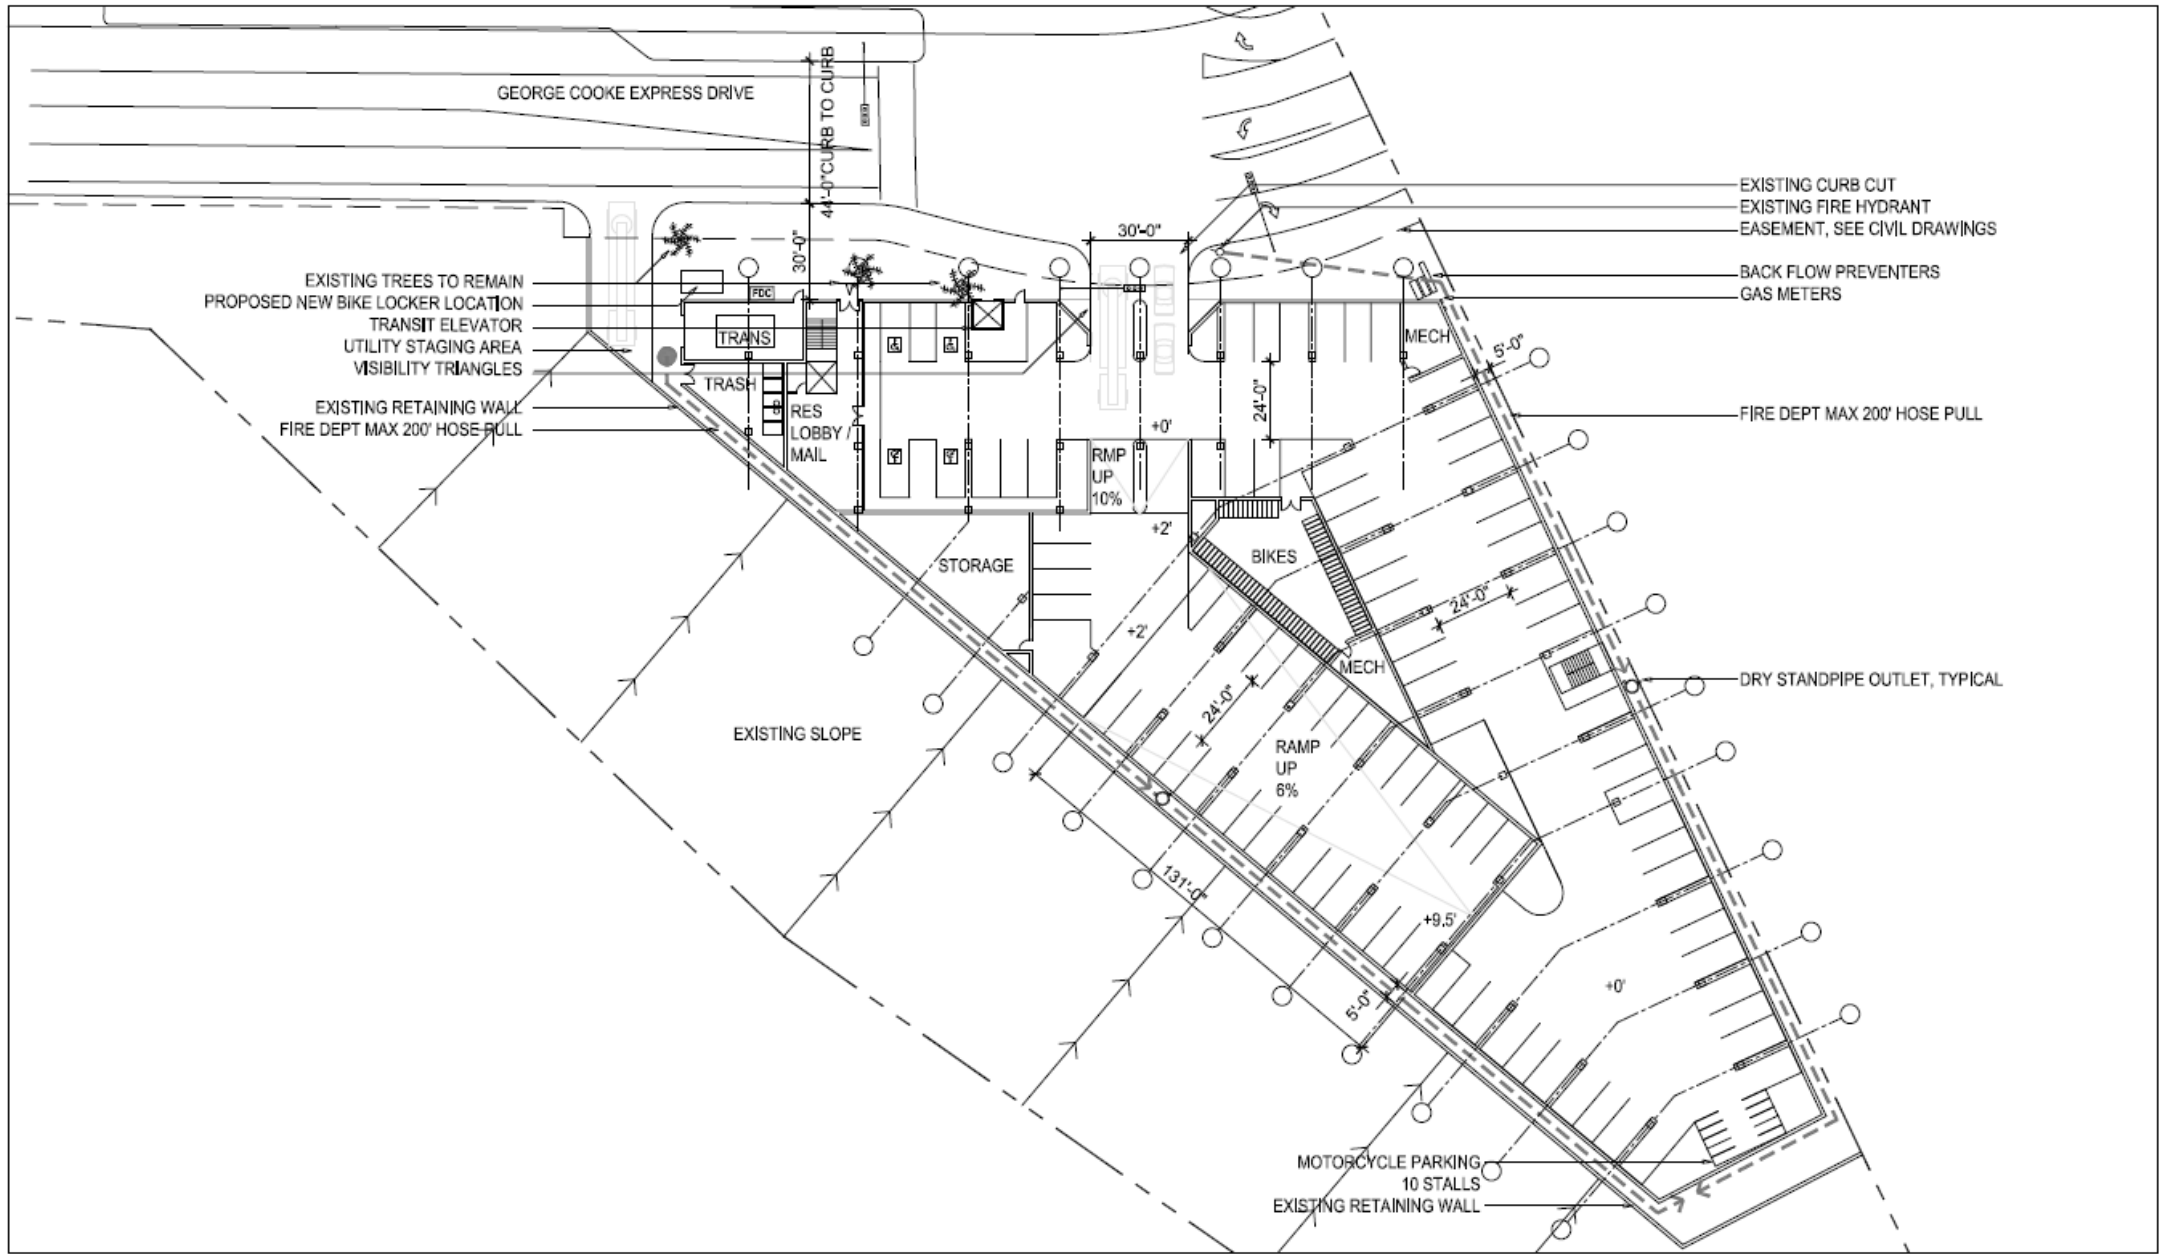 GEORGE COOKE EXPRESS DRIVE
44'-0"CURB TO CURB
30'-0"
30'-0"
EXISTING CURB CUT
EXISTING FIRE HYDRANT
EASEMENT, SEE CIVIL DRAWINGS
BACK FLOW PREVENTERS
GAS METERS
EXISTING TREES TO REMAIN
PROPOSED NEW BIKE LOCKER LOCATION
TRANSIT ELEVATOR
UTILITY STAGING AREA
VISIBILITY TRIANGLES
EXISTING RETAINING WALL
FIRE DEPT MAX 200' HOSE PULL
FDC
TRANS
TRASH
RES
LOBBY /
MAIL
MECH
5'-0"
FIRE DEPT MAX 200' HOSE PULL
24'-0"
+0'
RMP
UP
10%
+2'
STORAGE
BIKES
24'-0"
+2'
MECH
DRY STANDPIPE OUTLET, TYPICAL
24'-0"
EXISTING SLOPE
RAMP
UP
6%
131'-0"
+9.5'
+0'
5'-0"
MOTORCYCLE PARKING
10 STALLS
EXISTING RETAINING WALL